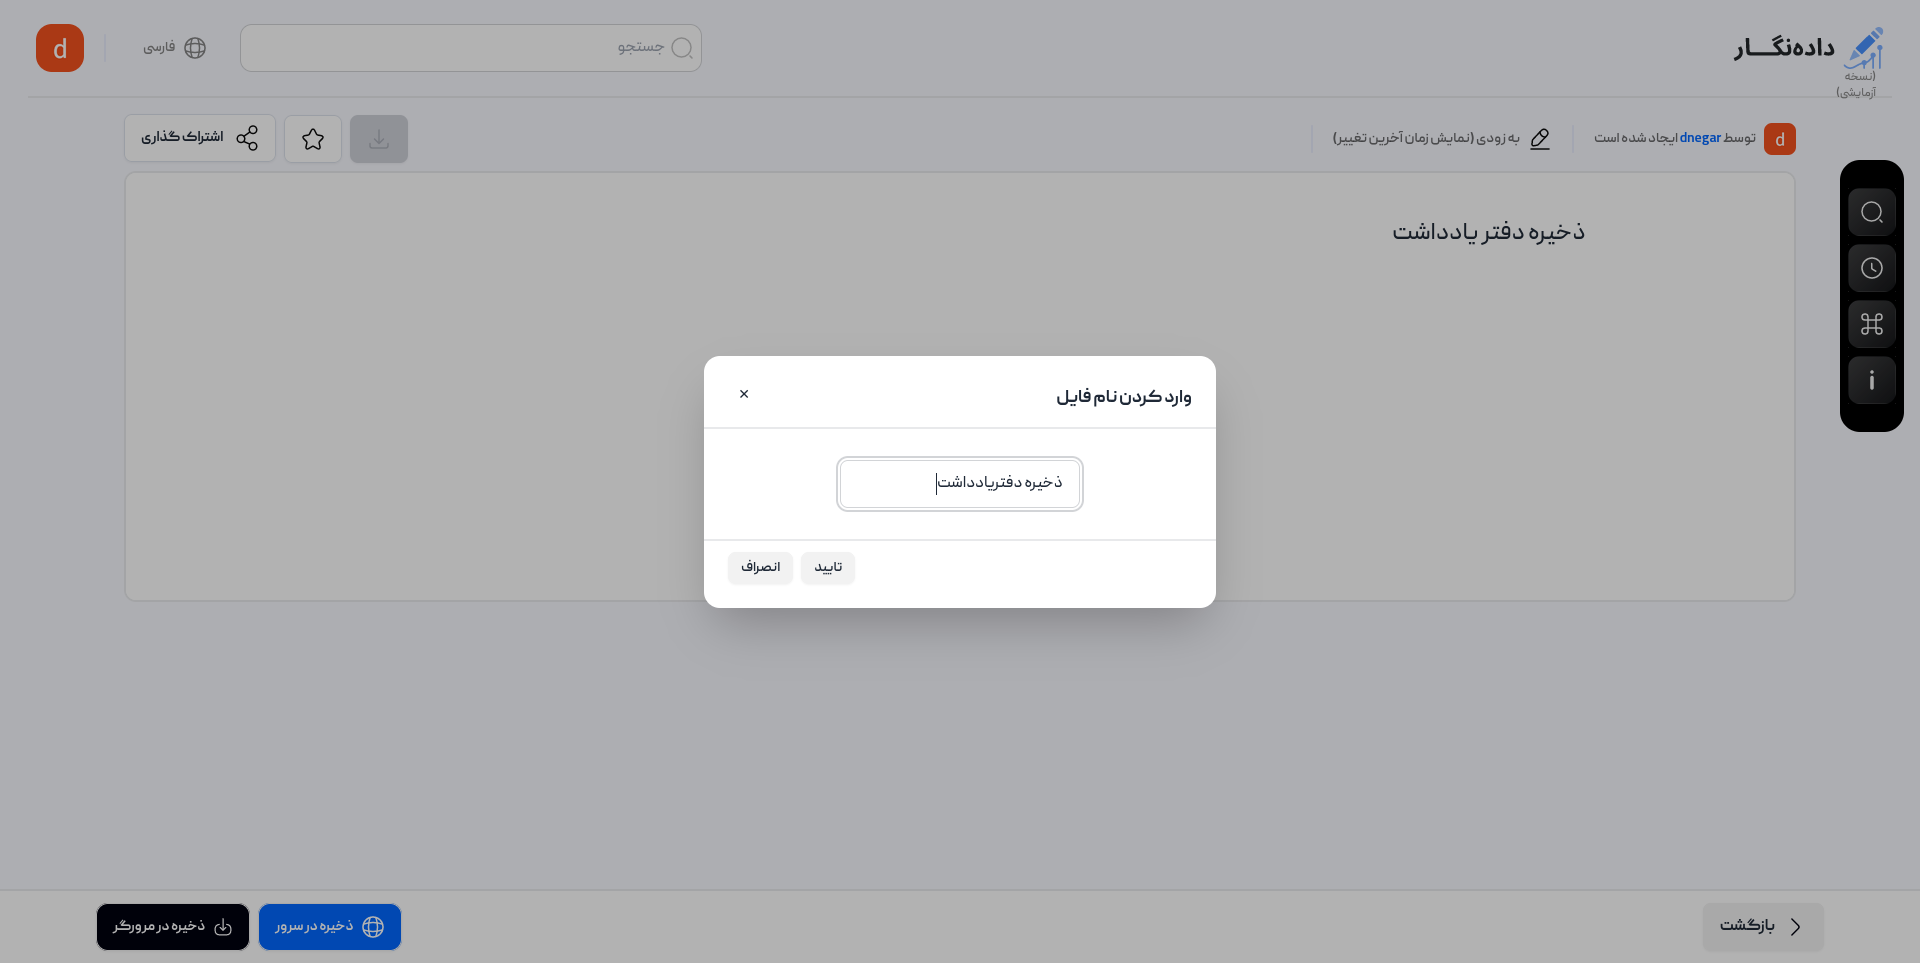 داده‌نگـــار
(نسخه
آزمایشی)
جستجو
فارسی
d
d
توسط dnegar ایجاد شده است
به زودی (نمایش زمان آخرین تغییر)
اشتراک گذاری
ذخیره دفتر یادداشت
وارد کردن نام فایل
×
ذخیره دفتریادداشت
تایید
انصراف
بازگشت
ذخیره در سرور
ذخیره در مرورگر